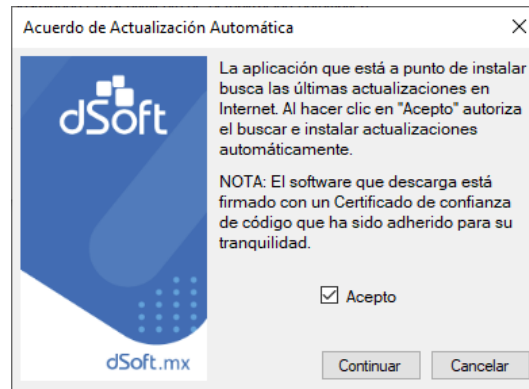 Acuerdo de Actualización Automática
dSoft
La aplicación que está a punto de instalar
busca las últimas actualizaciones en
Internet. Al hacer clic en "Acepto" autoriza
el buscar e instalar actualizaciones
automáticamente.
NOTA: El software que descarga está
firmado con un Certificado de confianza
de código que ha sido adherido para su
tranquilidad.
Acepto
dSoft.mx
Continuar
Cancelar